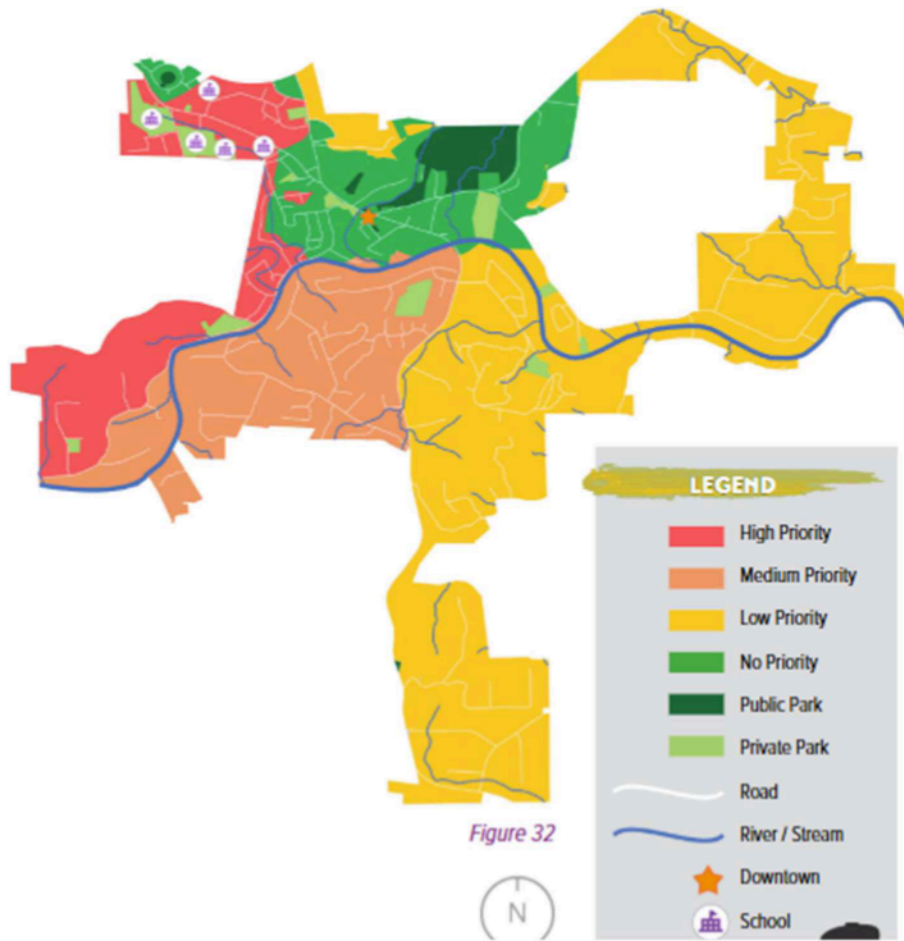 LEGEND
High Priority
Medium Priority
Low Priority
No Priority
Public Park
Private Park
Road
River / Stream
Downtown
School
Figure 32
N